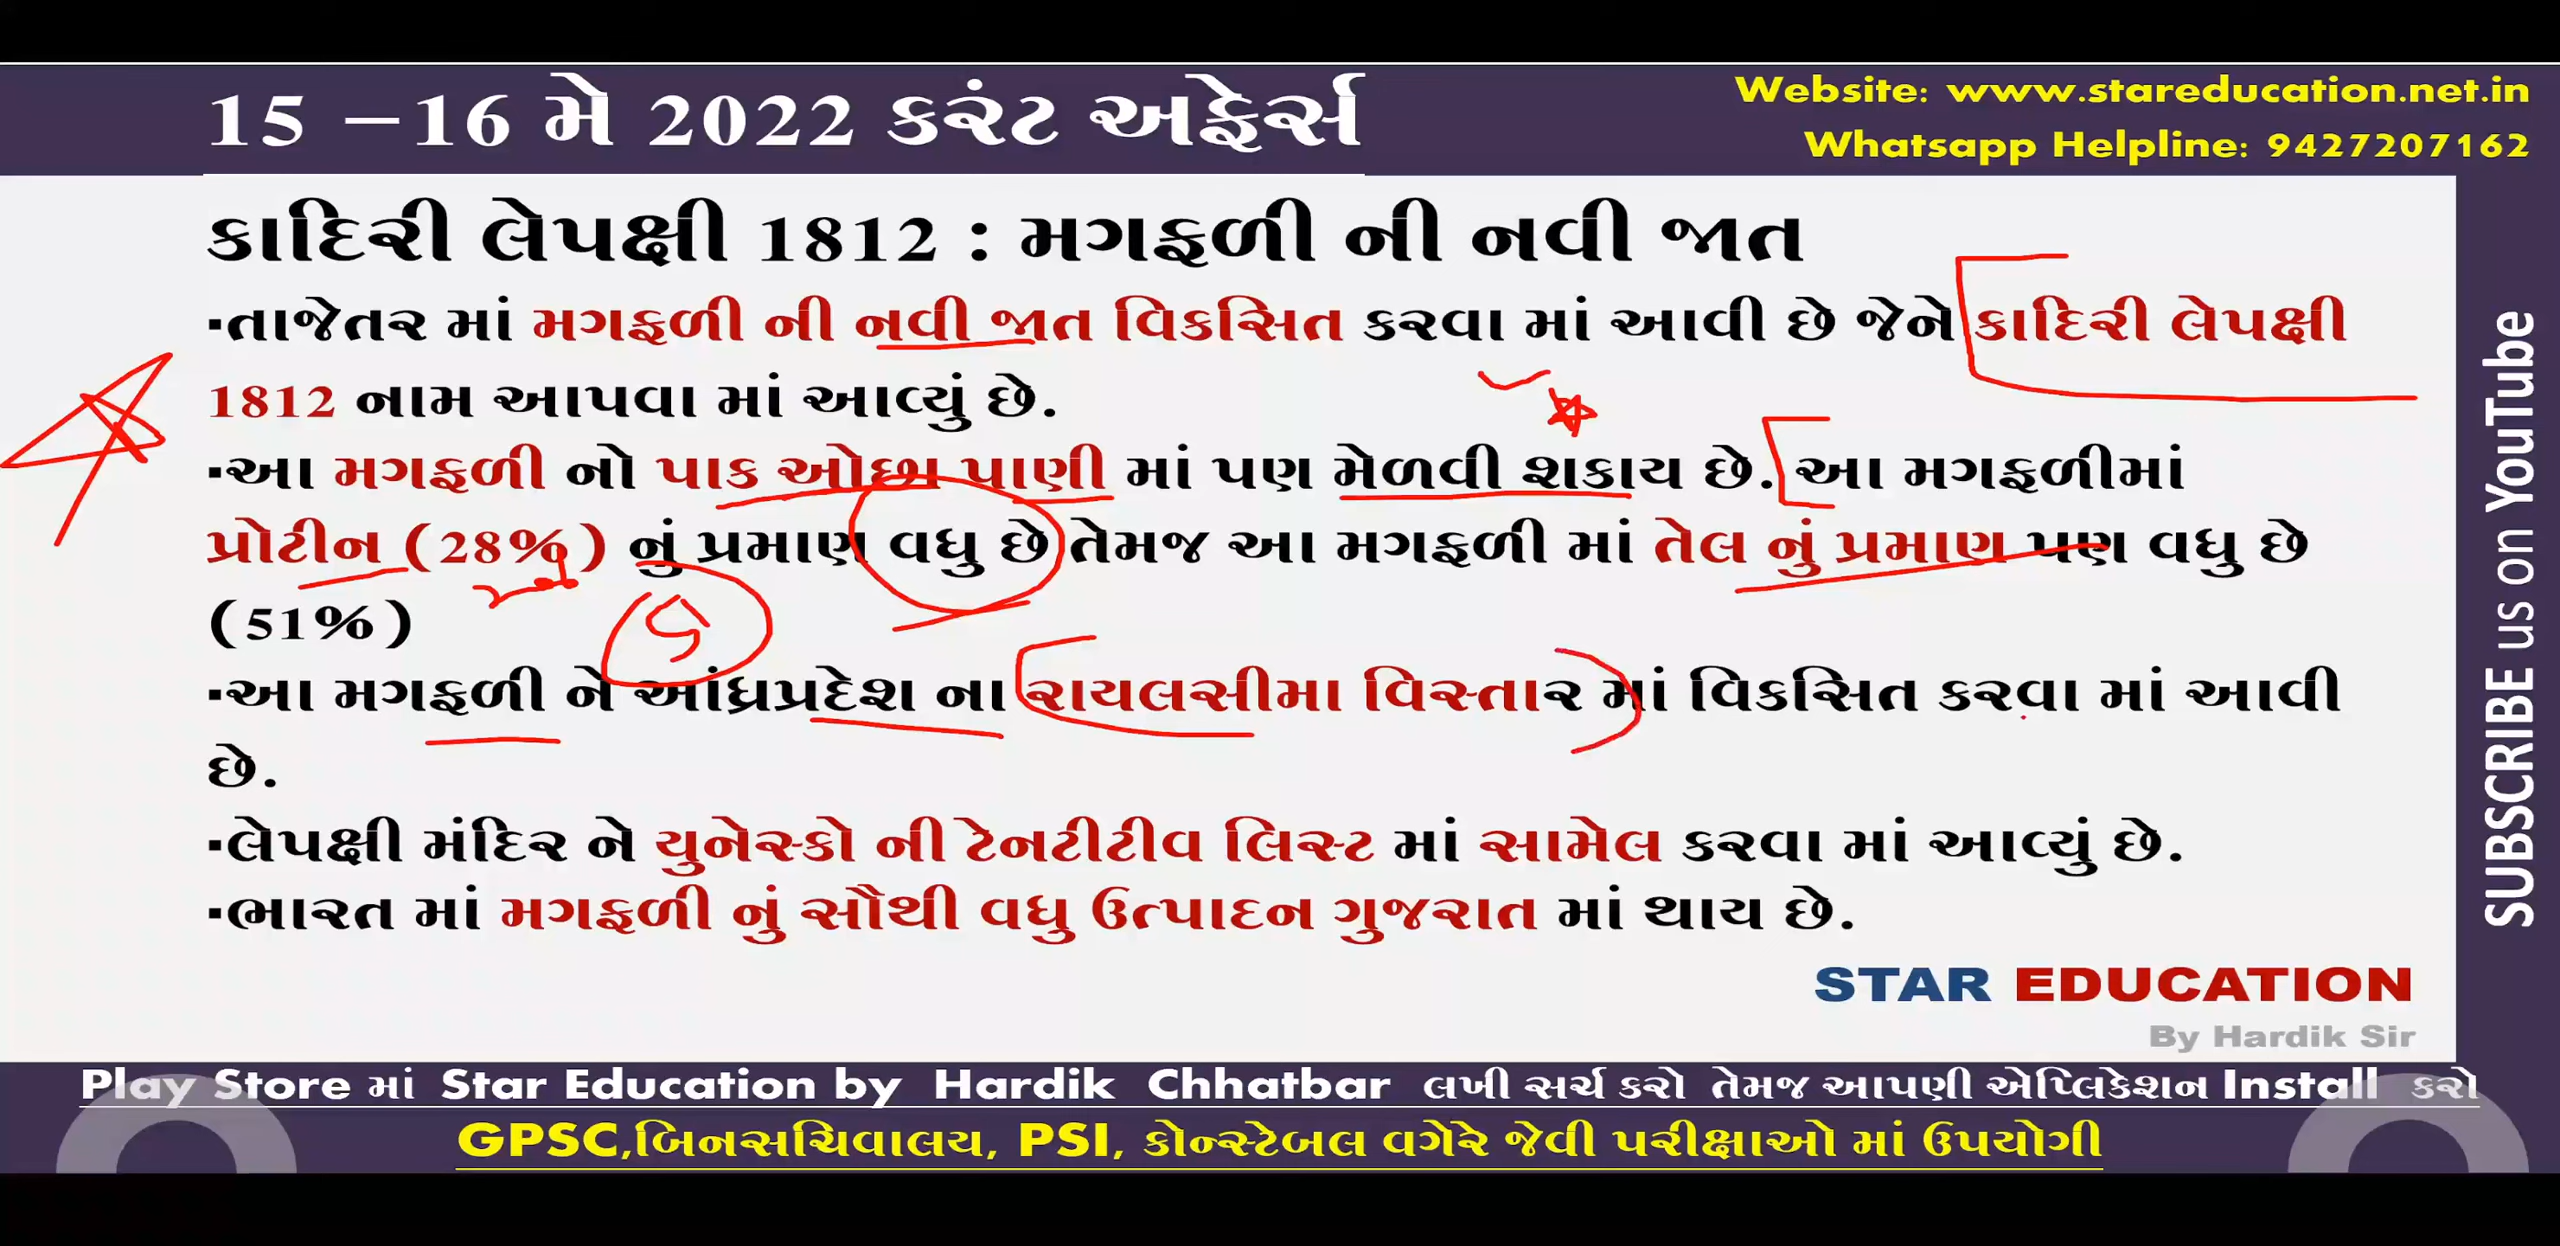 15 –16 મે 2022 કરંટ અફેર્સ
Website: www.stareducation.net.in
Whatsapp Helpline: 9427207162
કાદિરી લેપક્ષી 1812 : મગફળી ની નવી જાત
▪તાજેતર માં મગફળી ની નવી જાત વિકસિત કરવા માં આવી છે જેને કાદિરી લેપક્ષી
1812 નામ આપવા માં આવ્યું છે.
▪આ મગફળી નો પાક ઓછા પાણી માં પણ મેળવી શકાય છે. આ મગફળીમાં
પ્રોટીન (28%) નું પ્રમાણ વધુ છે તેમજ આ મગફળી માં તેલ નું પ્રમાણ પણ વધુ છે
(51%)
▪આ મગફળી ને આંધ્રપ્રદેશ ના રાયલસીમા વિસ્તાર માં વિકસિત કરવા માં આવી
છે.
▪લેપક્ષી મંદિર ને યુનેસ્કો ની ટેનટીટીવ લિસ્ટ માં સામેલ કરવા માં આવ્યું છે.
▪ભારત માં મગફળી નું સૌથી વધુ ઉત્પાદન ગુજરાત માં થાય છે.
SUBSCRIBE us on YouTube
STAR EDUCATION
By Hardik Sir
Play Store માં Star Education by Hardik Chhatbar લખી સર્ચ કરો તેમજ આપણી એપ્લિકેશન Install કરો
GPSC,બિનસચિવાલય, PSI, કોન્સ્ટેબલ વગેરે જેવી પરીક્ષાઓ માં ઉપયોગી